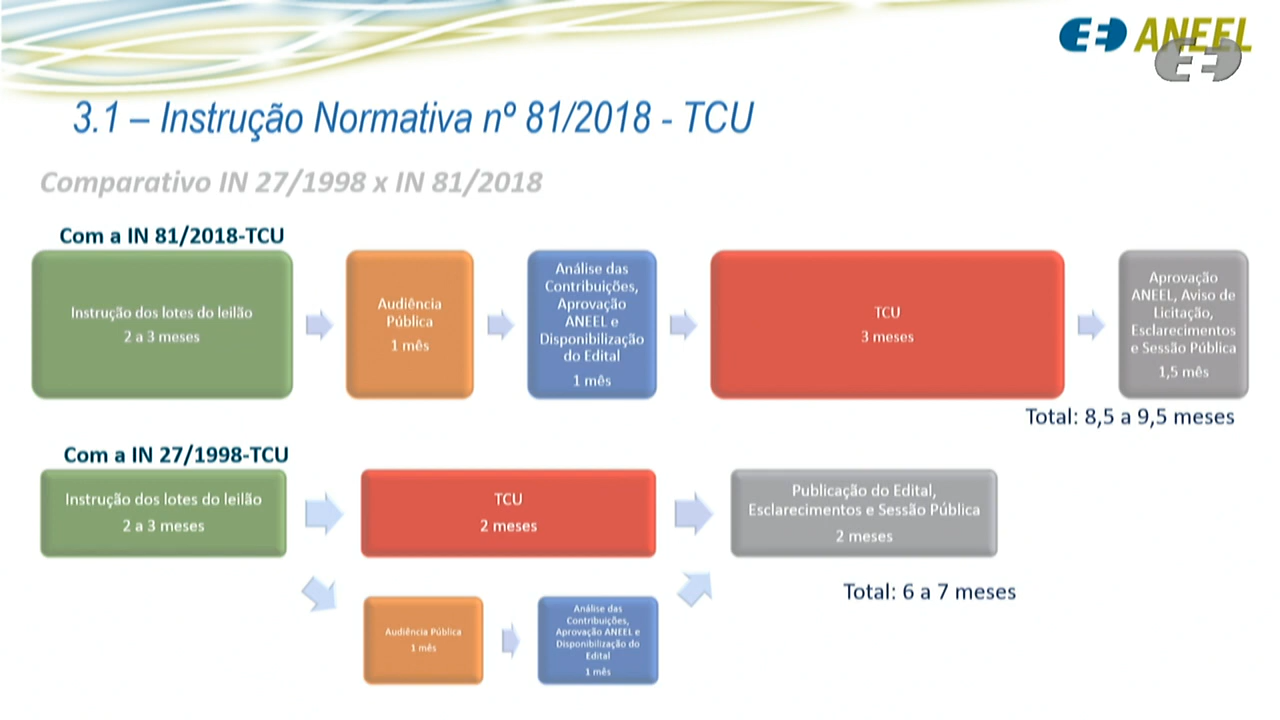 ANEEL
3.1 – Instrução Normativa nº 81/2018 - TCU
Comparativo IN 27/1998 x IN 81/2018
Com a IN 81/2018-TCU
Instrução dos lotes do leilão
2 a 3 meses
Audiência
Pública
1 mês
Análise das
Contribuições,
Aprovação
ANEEL e
Disponibilização
do Edital
1 mês
TCU
3 meses
Aprovação
ANEEL, Aviso de
Licitação,
Esclarecimentos
e Sessão Pública
1,5 mês
Total: 8,5 a 9,5 meses
Com a IN 27/1998-TCU
Instrução dos lotes do leilão
2 a 3 meses
TCU
2 meses
Publicação do Edital,
Esclarecimentos e Sessão Pública
2 meses
Total: 6 a 7 meses
Audiência Pública
1 mês
Análise das
Contribuições,
Aprovação ANEEL e
Disponibilização do
Edital
1 mês